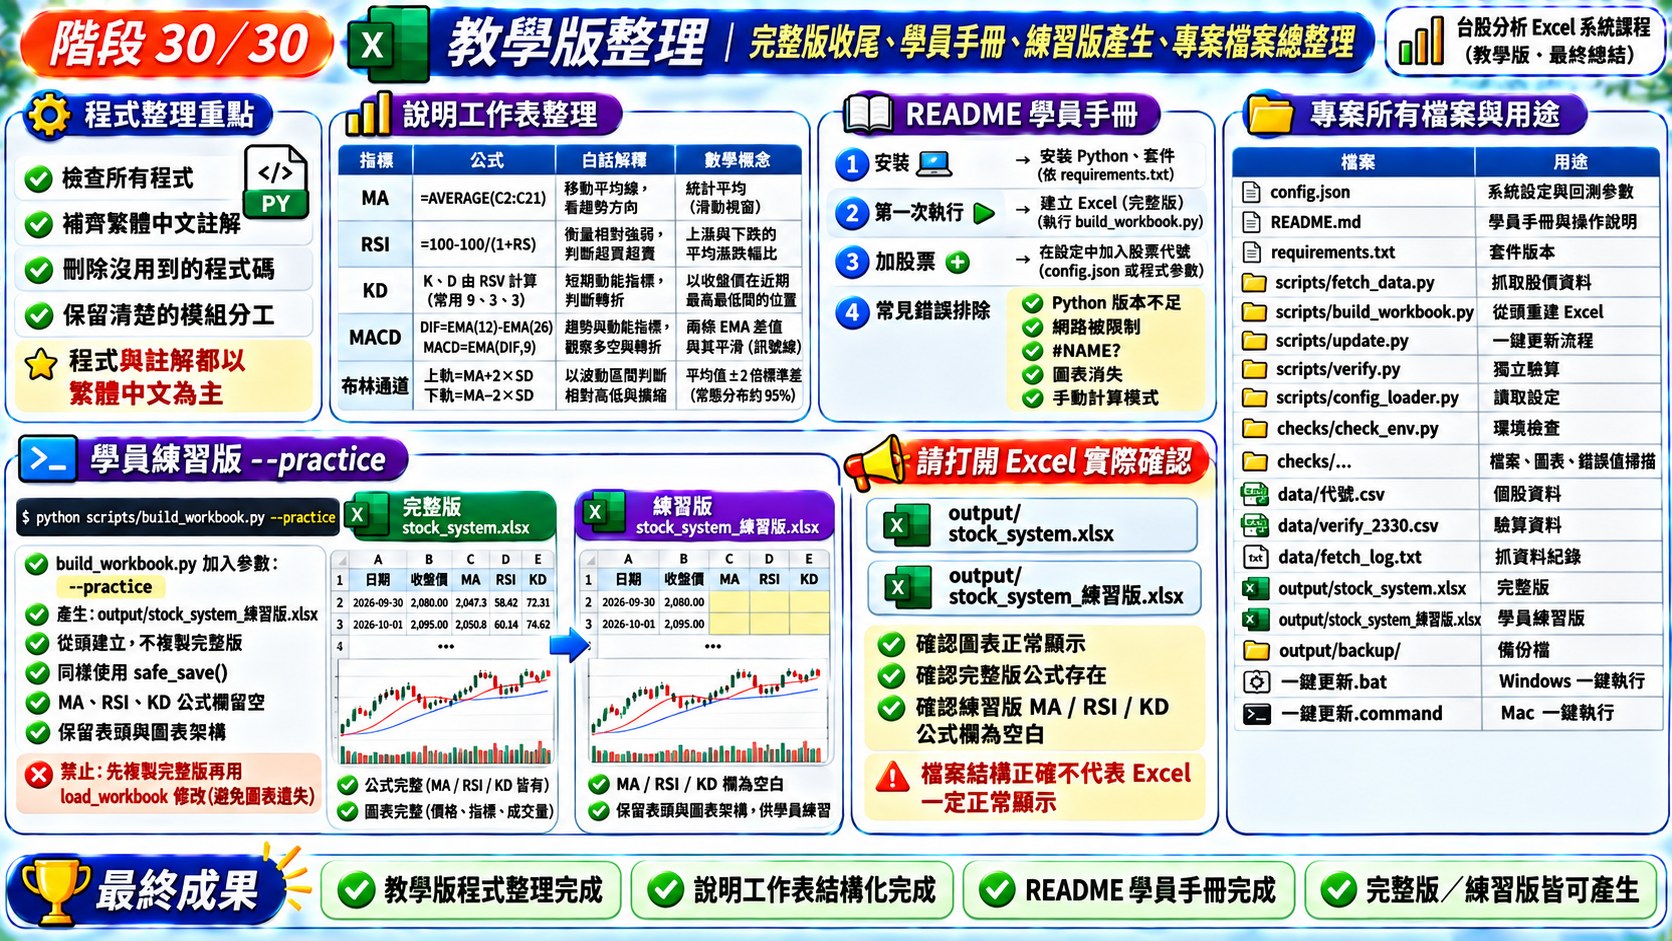 階段 30／30
教學版整理｜完整版收尾、學員手冊、練習版產生、專案檔案總整理
台股分析 Excel 系統課程
（教學版・最終總結）
程式整理重點
</>
PY
檢查所有程式
補齊繁體中文註解
刪除沒用到的程式碼
保留清楚的模組分工
程式與註解都以
繁體中文為主
說明工作表整理
指標 公式 白話解釋 數學概念
MA =AVERAGE(C2:C21) 移動平均線，看趨勢方向 統計平均（滑動視窗）
RSI =100-100/(1+RS) 衡量相對強弱，判斷超買超賣 上漲與下跌的平均漲跌幅比
KD K、D 由 RSV 計算（常用 9、3、3） 短期動能指標，判斷轉折 以收盤價在近期最高最低間的位置
MACD DIF=EMA(12)-EMA(26) MACD=EMA(DIF,9) 趨勢與動能指標，觀察多空與轉折 兩條 EMA 差值與其平滑（訊號線）
布林通道 上軌=MA+2×SD 下軌=MA−2×SD 以波動區間判斷相對高低與擴縮 平均值±2倍標準差（常態分布約95%）
README 學員手冊
1 安裝 → 安裝 Python、套件
(依 requirements.txt)
2 第一次執行 → 建立 Excel（完整版）
(執行 build_workbook.py)
3 加股票 → 在設定中加入股票代號
(config.json 或程式參數)
4 常見錯誤排除
Python 版本不足
網路被限制
#NAME?
圖表消失
手動計算模式
專案所有檔案與用途
檔案 用途
config.json 系統設定與回測參數
README.md 學員手冊與操作說明
requirements.txt 套件版本
scripts/fetch_data.py 抓取股價資料
scripts/build_workbook.py 從頭重建 Excel
scripts/update.py 一鍵更新流程
scripts/verify.py 獨立驗算
scripts/config_loader.py 讀取設定
checks/check_env.py 環境檢查
checks/... 檔案、圖表、錯誤值掃描
data/代號.csv 個股資料
data/verify_2330.csv 驗算資料
txt data/fetch_log.txt 抓資料紀錄
output/stock_system.xlsx 完整版
output/stock_system_練習版.xlsx 學員練習版
output/backup/ 備份檔
一鍵更新.bat Windows 一鍵執行
一鍵更新.command Mac 一鍵執行
學員練習版 --practice
$ python scripts/build_workbook.py --practice
build_workbook.py 加入參數：
--practice
產生：output/stock_system_練習版.xlsx
從頭建立，不複製完整版
同樣使用 safe_save()
MA、RSI、KD 公式欄留空
保留表頭與圖表架構
禁止：先複製完整版再用
load_workbook 修改(避免圖表遺失)
完整版
stock_system.xlsx
A B C D E
1 日期 收盤價 MA RSI KD
2 2026-09-30 2,080.00 2,047.3 58.42 72.31
3 2026-10-01 2,095.00 2,050.8 60.14 74.62
4 •••
公式完整(MA / RSI / KD 皆有)
圖表完整(價格、指標、成交量)
練習版
stock_system_練習版.xlsx
A B C D E
1 日期 收盤價 MA RSI KD
2 2026-09-30 2,080.00
3 2026-10-01 2,095.00
•••
MA / RSI / KD 欄為空白
保留表頭與圖表架構，供學員練習
請打開 Excel 實際確認
output/
stock_system.xlsx
output/
stock_system_練習版.xlsx
確認圖表正常顯示
確認完整版公式存在
確認練習版 MA / RSI / KD
公式欄為空白
檔案結構正確不代表 Excel
一定正常顯示
最終成果
教學版程式整理完成
說明工作表結構化完成
README 學員手冊完成
完整版／練習版皆可產生